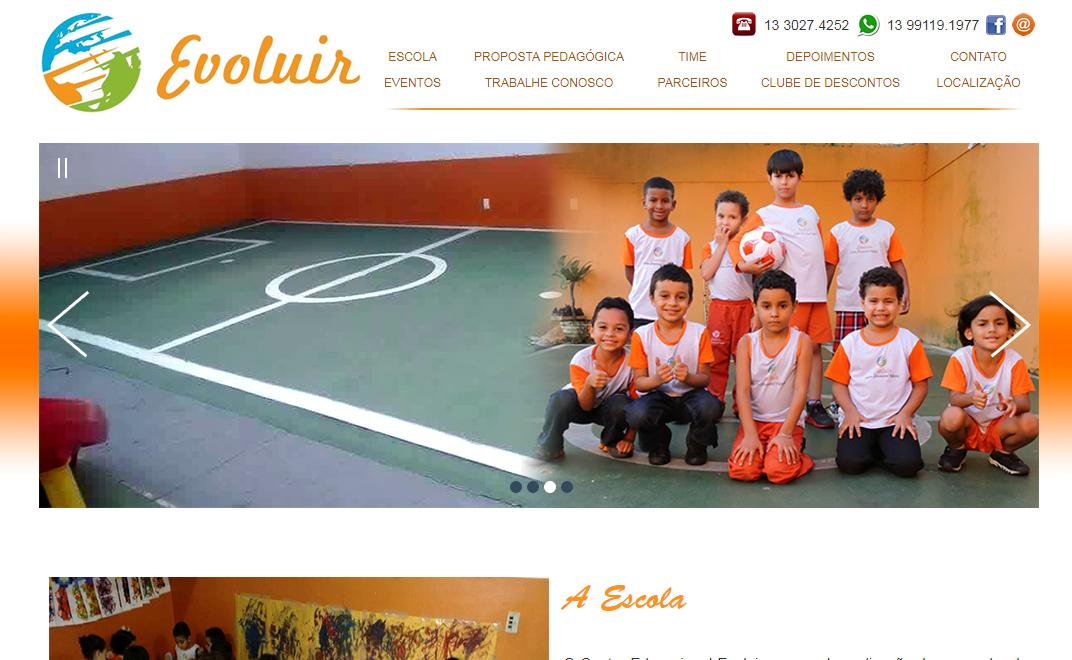 Evoluir
13 3027.4252 13 99119.1977
ESCOLA PROPOSTA PEDAGÓGICA TIME DEPOIMENTOS CONTATO
EVENTOS TRABALHE CONOSCO PARCEIROS CLUBE DE DESCONTOS LOCALIZAÇÃO
A Escola